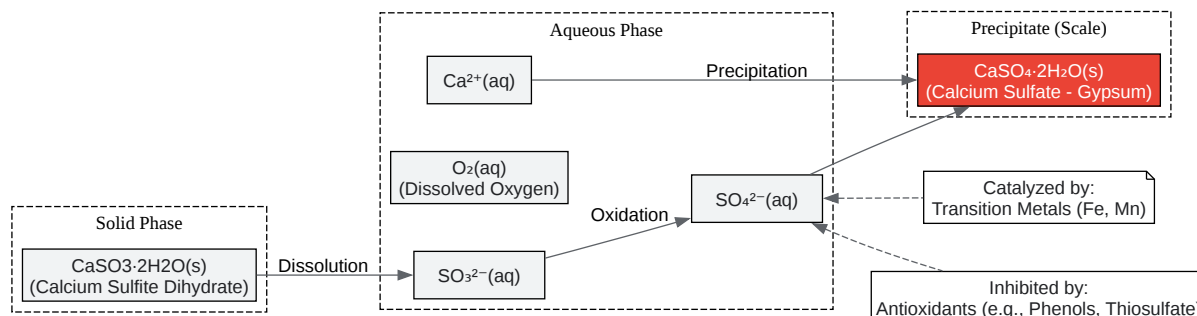 Aqueous Phase
Precipitate (Scale)
Ca²⁺(aq)
Precipitation
CaSO₄·2H₂O(s)
(Calcium Sulfate - Gypsum)
O₂(aq)
(Dissolved Oxygen)
SO₄²⁻(aq)
Catalyzed by:
Transition Metals (Fe, Mn)
Oxidation
Solid Phase
CaSO3·2H2O(s)
(Calcium Sulfite Dihydrate)
Dissolution
SO₃²⁻(aq)
Inhibited by:
Antioxidants (e.g., Phenols, Thiosulfate)